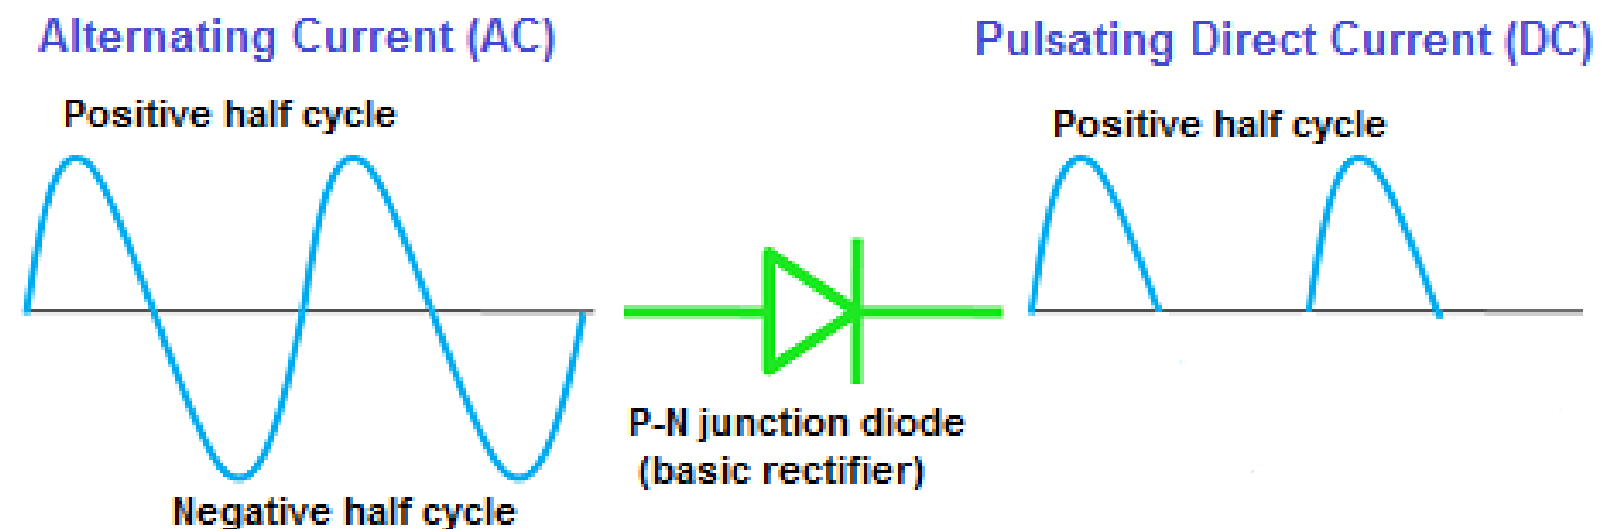 Alternating Current (AC)
Pulsating Direct Current (DC)
Positive half cycle
Positive half cycle
P-N junction diode
(basic rectifier)
Negative half cycle